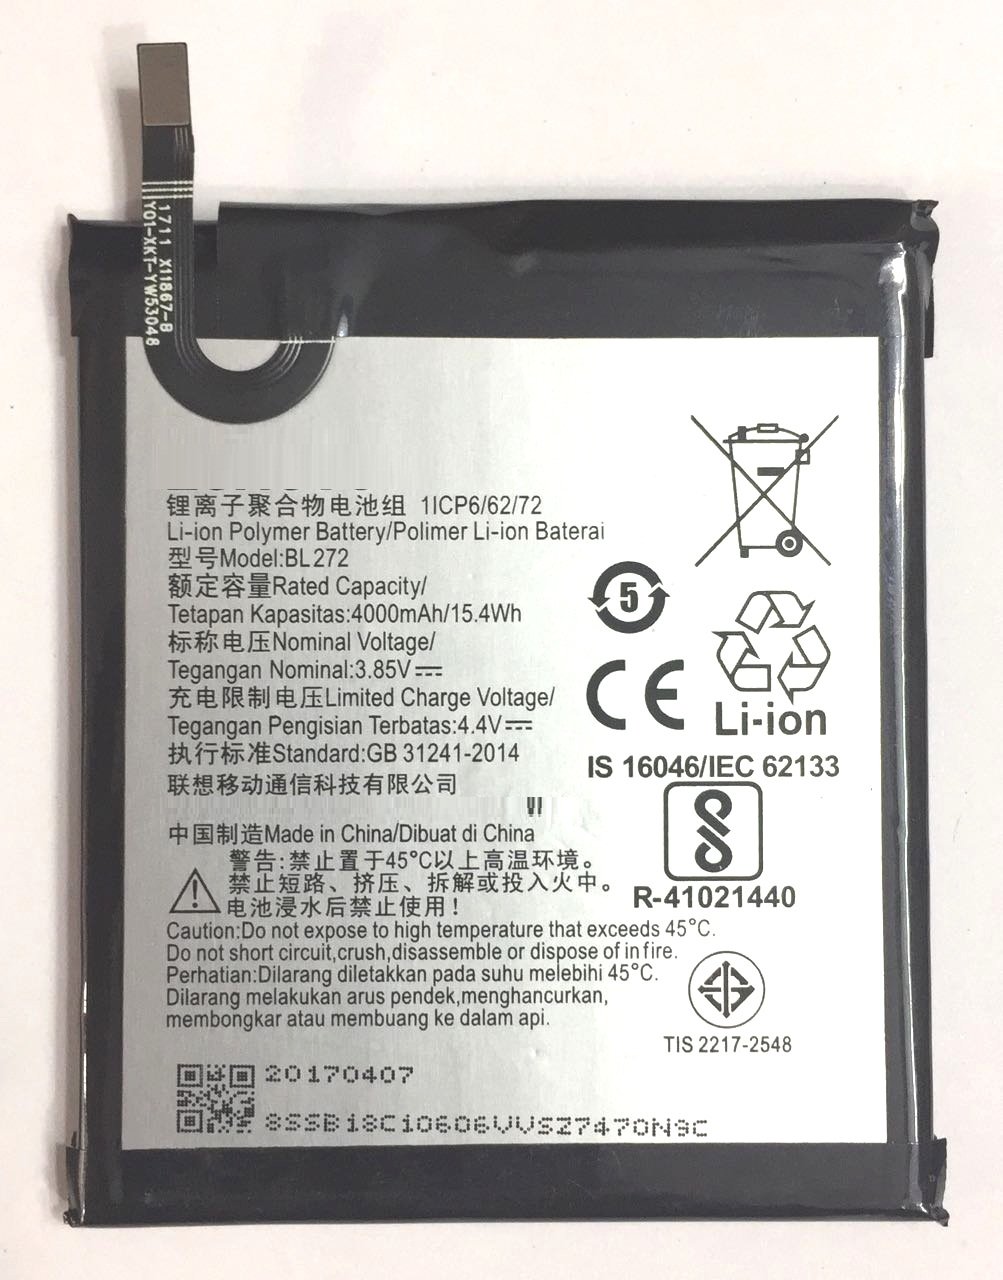 1711 X11867-B
Y01-XKT-YW53048
锂离子聚合物电池组 1ICP6/62/72
Li-ion Polymer Battery/Polimer Li-ion Baterai
型号Model:BL272
额定容量Rated Capacity/
Tetapan Kapasitas:4000mAh/15.4Wh
标称电压Nominal Voltage/
Tegangan Nominal:3.85V⎓
充电限制电压Limited Charge Voltage/
Tegangan Pengisian Terbatas:4.4V⎓
执行标准Standard:GB 31241-2014
联想移动通信科技有限公司
中国制造Made in China/Dibuat di China
警告:禁止置于45°C以上高温环境。
禁止短路、挤压、拆解或投入火中。
电池浸水后禁止使用!
Caution:Do not expose to high temperature that exceeds 45°C.
Do not short circuit,crush,disassemble or dispose of in fire.
Perhatian:Dilarang diletakkan pada suhu melebihi 45°C.
Dilarang melakukan arus pendek,menghancurkan,
membongkar atau membuang ke dalam api.
5
CE
Li-ion
IS 16046/IEC 62133
R-41021440
TIS 2217-2548
20170407
8SSB18C10606VVSZ7470N9C